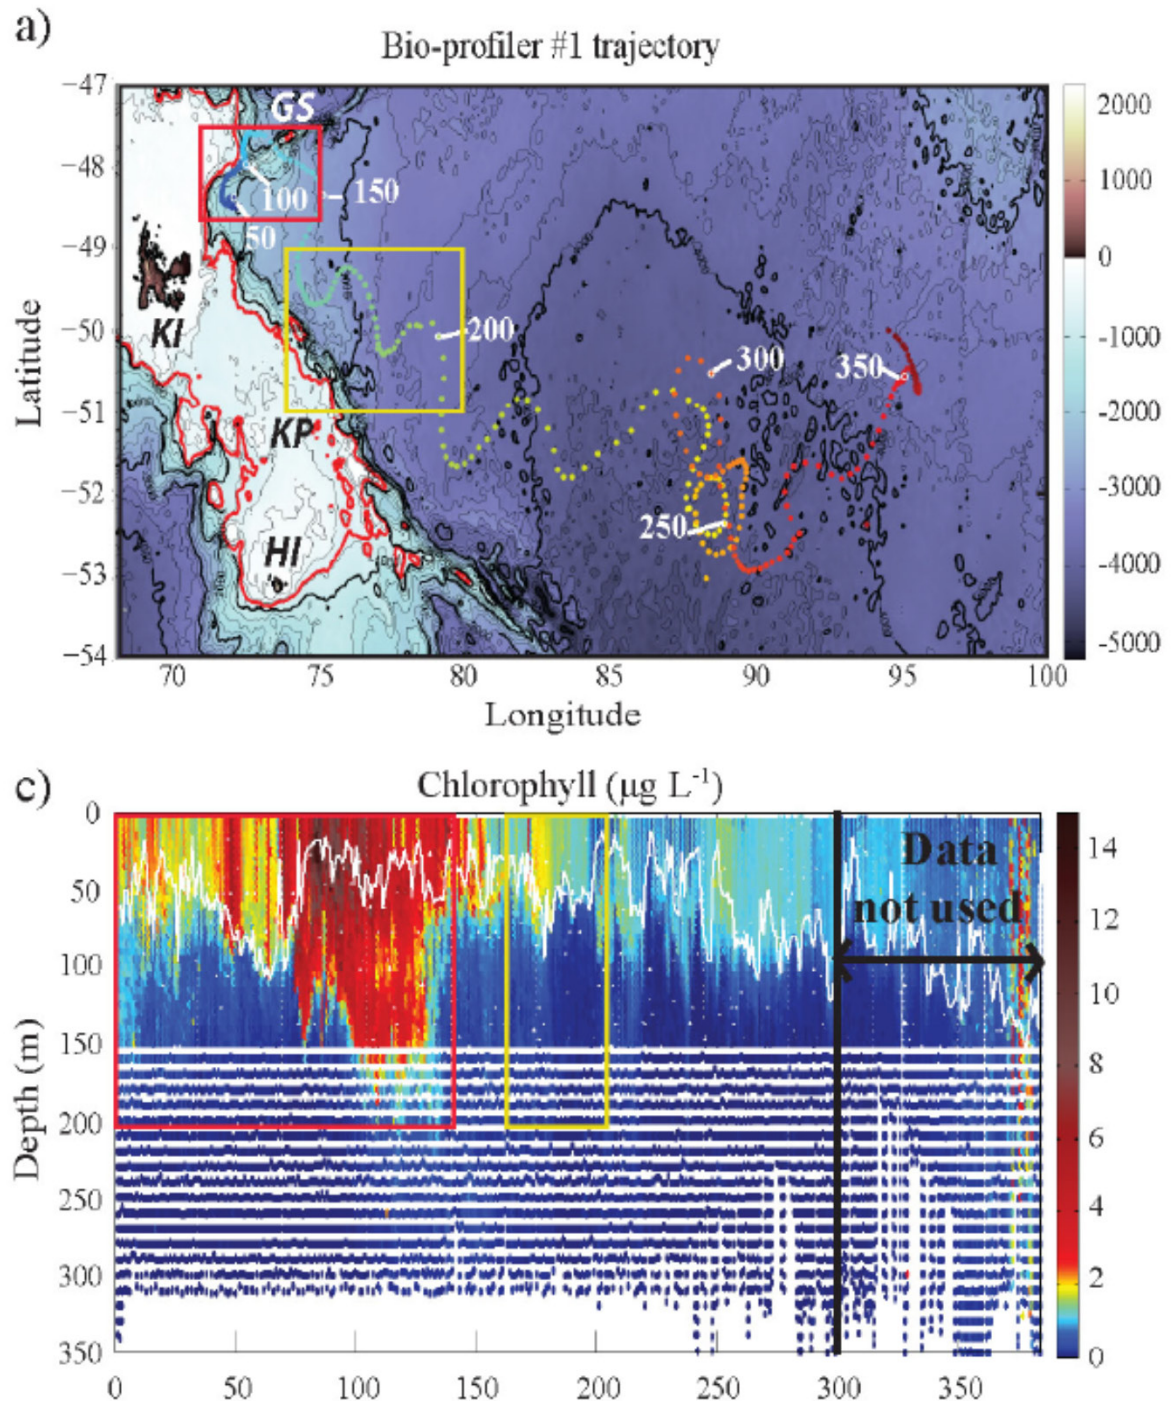 a)
Bio-profiler #1 trajectory
−47
−48
−49
−50
−51
−52
−53
−54
Latitude
GS
100
150
50
KI
KP
HI
200
250
300
350
2000
1000
0
-1000
-2000
-3000
-4000
-5000
70 75 80 85 90 95 100
Longitude
c)
Chlorophyll (μg L⁻¹)
0
50
100
150
200
250
300
350
Depth (m)
Data
not used
14
12
10
8
6
4
2
0
0 50 100 150 200 250 300 350